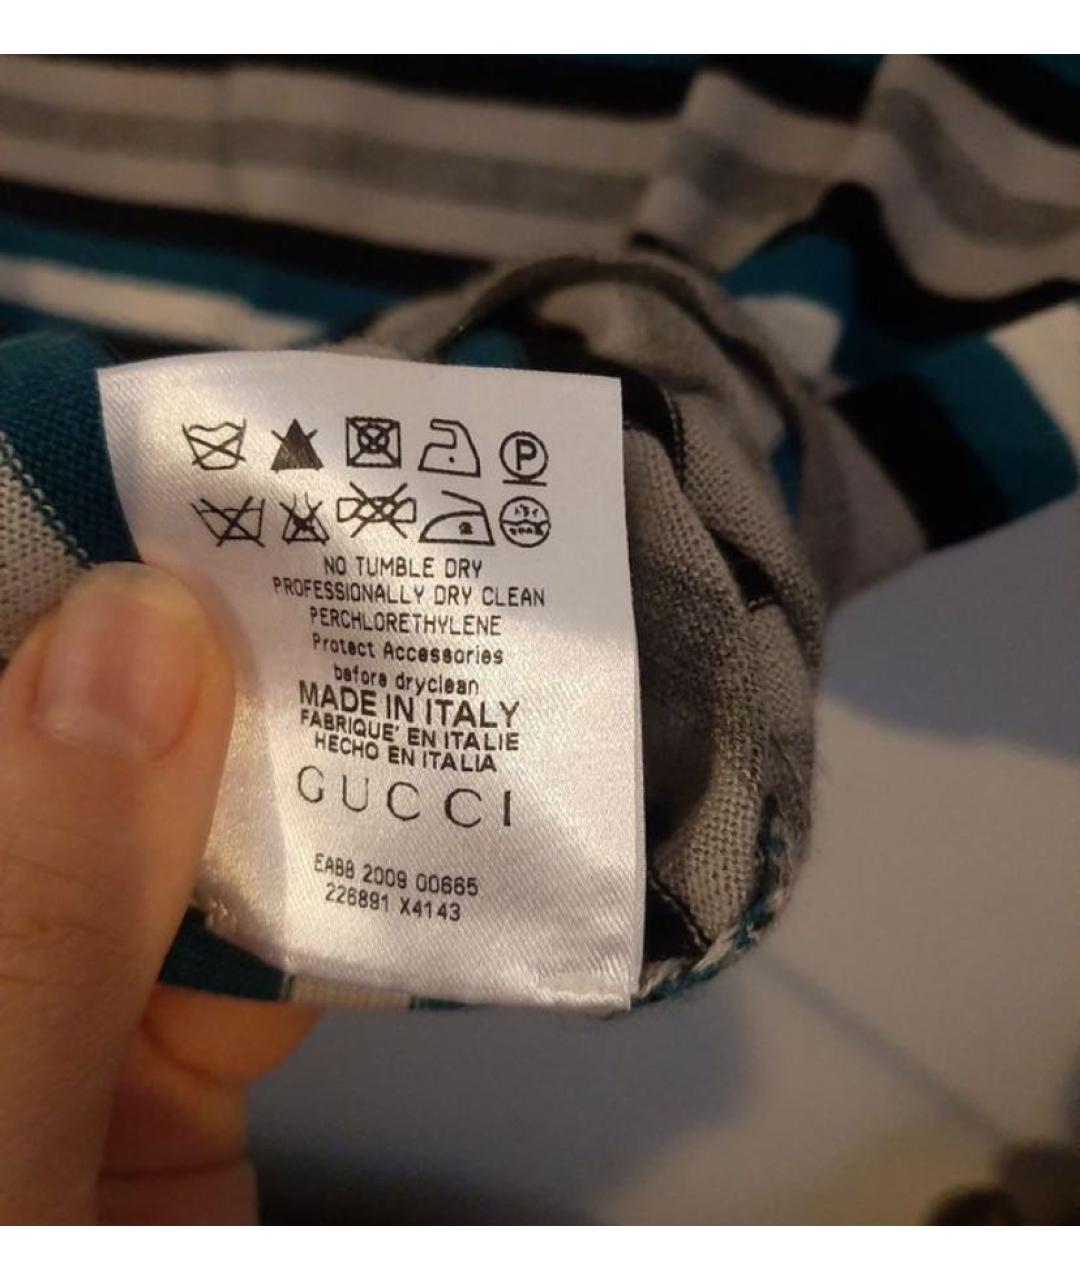 P
NO TUMBLE DRY
PROFESSIONALLY DRY CLEAN
PERCHLORETHYLENE
Protect Accessories
before dryclean
MADE IN ITALY
FABRIQUE' EN ITALIE
HECHO EN ITALIA
GUCCI
EABB 2009 00665
226891 X4143